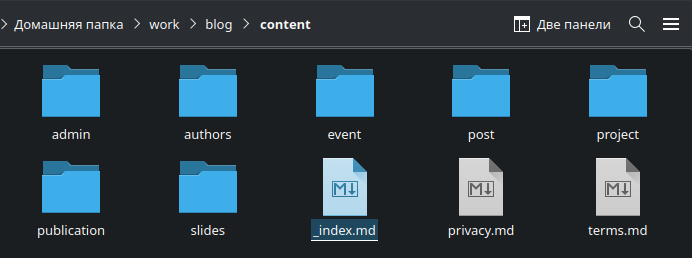 Домашняя папка > work > blog > content Две панели
admin authors event post project
publication slides _index.md privacy.md terms.md